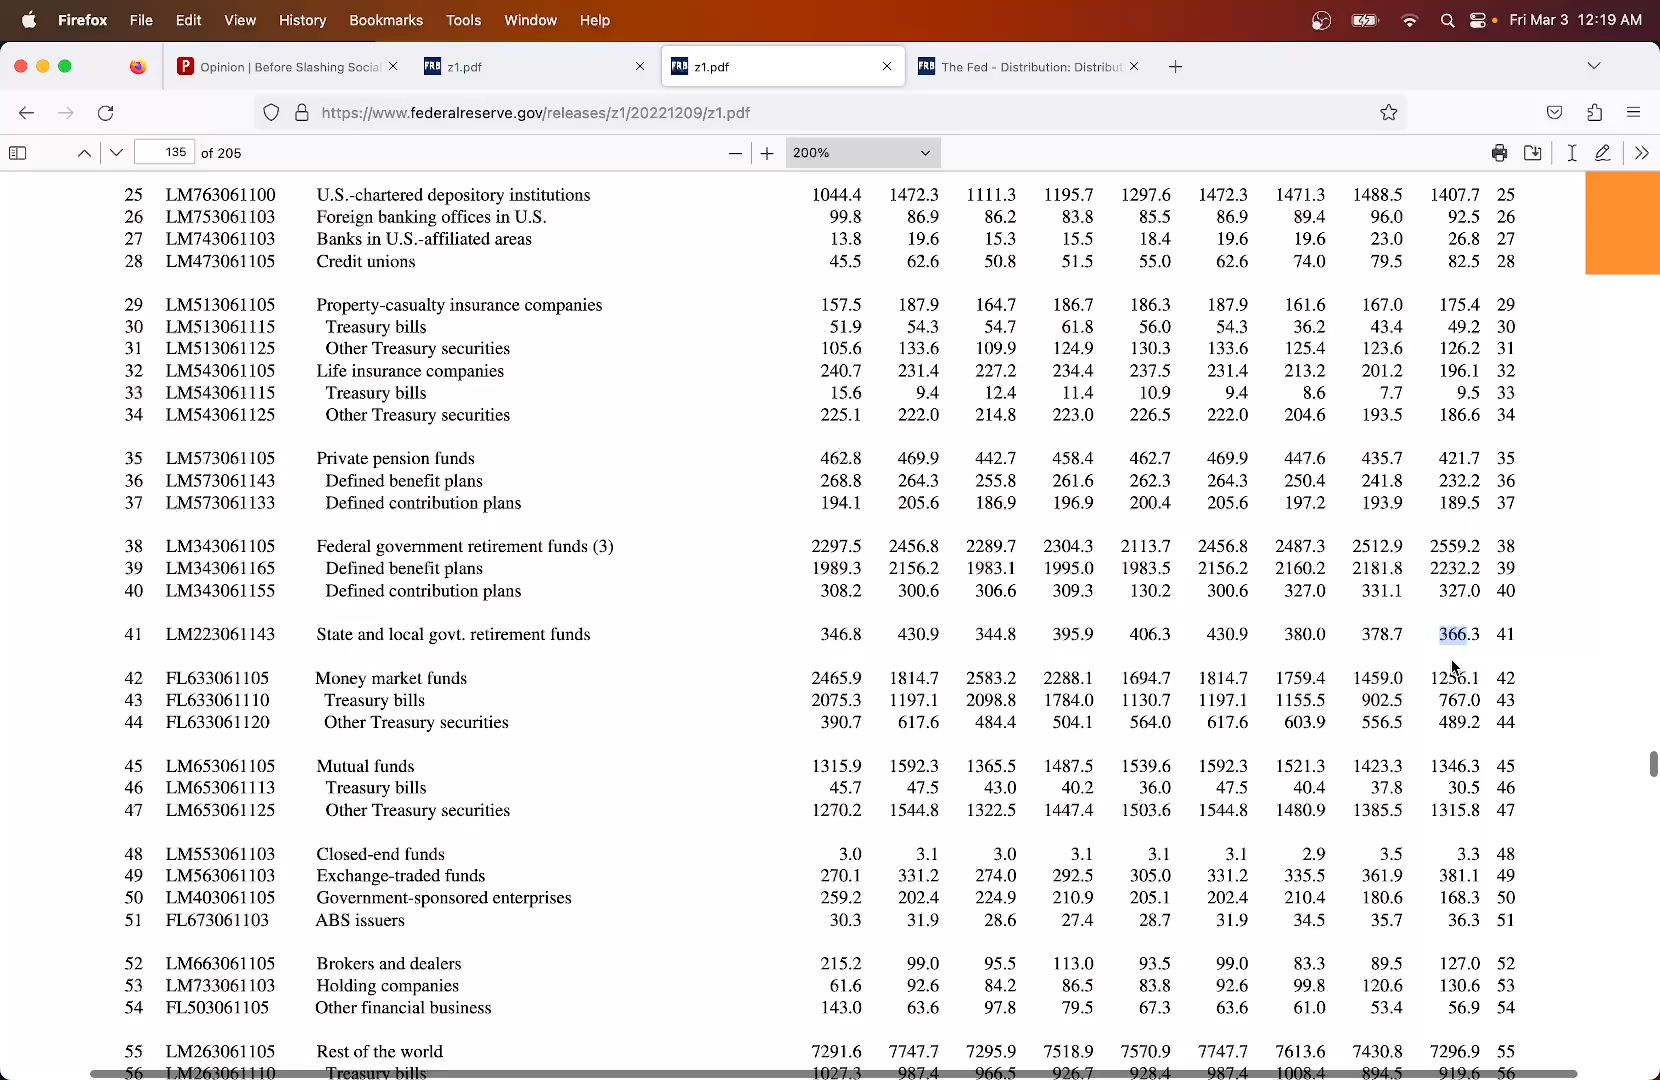 Firefox File Edit View History Bookmarks Tools Window Help Fri Mar 3 12:19 AM
Opinion | Before Slashing Social z1.pdf z1.pdf The Fed - Distribution: Distribut
https://www.federalreserve.gov/releases/z1/20221209/z1.pdf
135 of 205 200%
25 LM763061100 U.S.-chartered depository institutions 1044.4 1472.3 1111.3 1195.7 1297.6 1472.3 1471.3 1488.5 1407.7 25
26 LM753061103 Foreign banking offices in U.S. 99.8 86.9 86.2 83.8 85.5 86.9 89.4 96.0 92.5 26
27 LM743061103 Banks in U.S.-affiliated areas 13.8 19.6 15.3 15.5 18.4 19.6 19.6 23.0 26.8 27
28 LM473061105 Credit unions 45.5 62.6 50.8 51.5 55.0 62.6 74.0 79.5 82.5 28
29 LM513061105 Property-casualty insurance companies 157.5 187.9 164.7 186.7 186.3 187.9 161.6 167.0 175.4 29
30 LM513061115 Treasury bills 51.9 54.3 54.7 61.8 56.0 54.3 36.2 43.4 49.2 30
31 LM513061125 Other Treasury securities 105.6 133.6 109.9 124.9 130.3 133.6 125.4 123.6 126.2 31
32 LM543061105 Life insurance companies 240.7 231.4 227.2 234.4 237.5 231.4 213.2 201.2 196.1 32
33 LM543061115 Treasury bills 15.6 9.4 12.4 11.4 10.9 9.4 8.6 7.7 9.5 33
34 LM543061125 Other Treasury securities 225.1 222.0 214.8 223.0 226.5 222.0 204.6 193.5 186.6 34
35 LM573061105 Private pension funds 462.8 469.9 442.7 458.4 462.7 469.9 447.6 435.7 421.7 35
36 LM573061143 Defined benefit plans 268.8 264.3 255.8 261.6 262.3 264.3 250.4 241.8 232.2 36
37 LM573061133 Defined contribution plans 194.1 205.6 186.9 196.9 200.4 205.6 197.2 193.9 189.5 37
38 LM343061105 Federal government retirement funds (3) 2297.5 2456.8 2289.7 2304.3 2113.7 2456.8 2487.3 2512.9 2559.2 38
39 LM343061165 Defined benefit plans 1989.3 2156.2 1983.1 1995.0 1983.5 2156.2 2160.2 2181.8 2232.2 39
40 LM343061155 Defined contribution plans 308.2 300.6 306.6 309.3 130.2 300.6 327.0 331.1 327.0 40
41 LM223061143 State and local govt. retirement funds 346.8 430.9 344.8 395.9 406.3 430.9 380.0 378.7 366.3 41
42 FL633061105 Money market funds 2465.9 1814.7 2583.2 2288.1 1694.7 1814.7 1759.4 1459.0 1256.1 42
43 FL633061110 Treasury bills 2075.3 1197.1 2098.8 1784.0 1130.7 1197.1 1155.5 902.5 767.0 43
44 FL633061120 Other Treasury securities 390.7 617.6 484.4 504.1 564.0 617.6 603.9 556.5 489.2 44
45 LM653061105 Mutual funds 1315.9 1592.3 1365.5 1487.5 1539.6 1592.3 1521.3 1423.3 1346.3 45
46 LM653061113 Treasury bills 45.7 47.5 43.0 40.2 36.0 47.5 40.4 37.8 30.5 46
47 LM653061125 Other Treasury securities 1270.2 1544.8 1322.5 1447.4 1503.6 1544.8 1480.9 1385.5 1315.8 47
48 LM553061103 Closed-end funds 3.0 3.1 3.0 3.1 3.1 3.1 2.9 3.5 3.3 48
49 LM563061103 Exchange-traded funds 270.1 331.2 274.0 292.5 305.0 331.2 335.5 361.9 381.1 49
50 LM403061105 Government-sponsored enterprises 259.2 202.4 224.9 210.9 205.1 202.4 210.4 180.6 168.3 50
51 FL673061103 ABS issuers 30.3 31.9 28.6 27.4 28.7 31.9 34.5 35.7 36.3 51
52 LM663061105 Brokers and dealers 215.2 99.0 95.5 113.0 93.5 99.0 83.3 89.5 127.0 52
53 LM733061103 Holding companies 61.6 92.6 84.2 86.5 83.8 92.6 99.8 120.6 130.6 53
54 FL503061105 Other financial business 143.0 63.6 97.8 79.5 67.3 63.6 61.0 53.4 56.9 54
55 LM263061105 Rest of the world 7291.6 7747.7 7295.9 7518.9 7570.9 7747.7 7613.6 7430.8 7296.9 55
56 LM263061110 Treasury bills 1027.3 987.4 966.5 926.7 928.4 987.4 1008.4 894.5 919.6 56